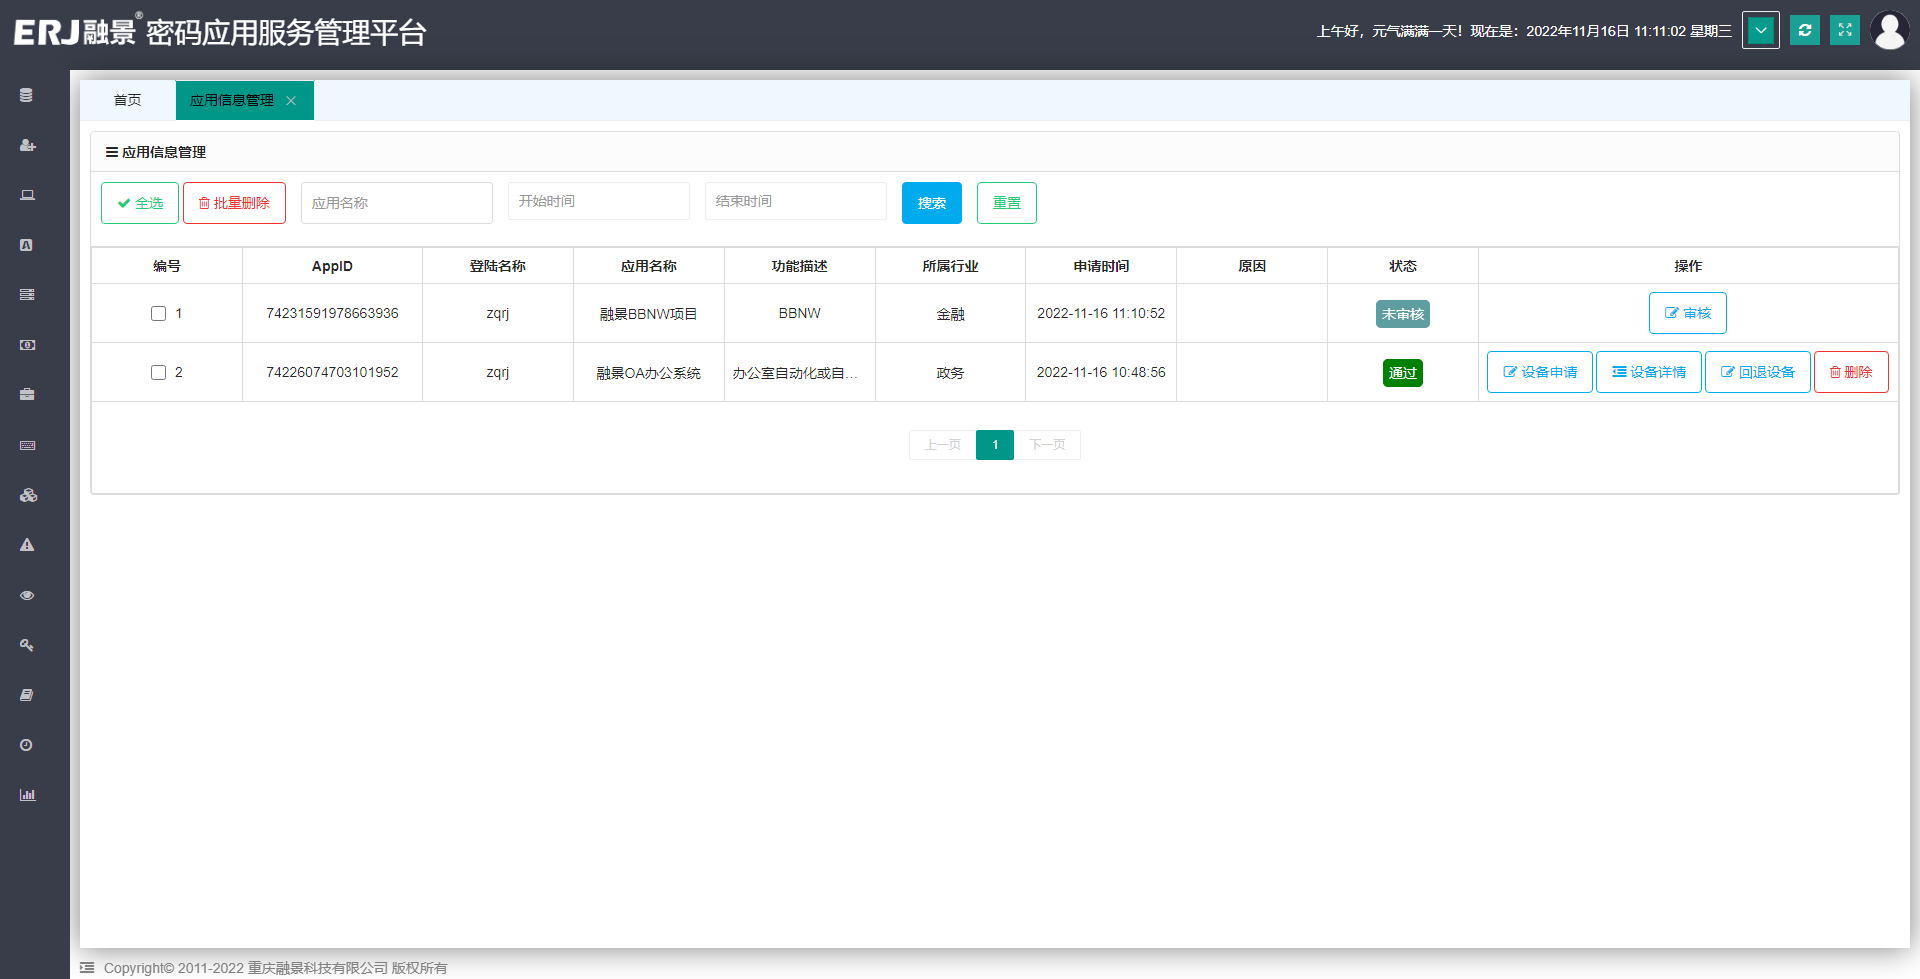 ERJ融景® 密码应用服务管理平台
上午好，元气满满一天！现在是：2022年11月16日 11:11:02 星期三
首页 应用信息管理
应用信息管理
全选 批量删除 应用名称 开始时间 结束时间 搜索 重置
编号 AppID 登陆名称 应用名称 功能描述 所属行业 申请时间 原因 状态 操作
1 74231591978663936 zqrj 融景BBNW项目 BBNW 金融 2022-11-16 11:10:52 未审核 审核
2 74226074703101952 zqrj 融景OA办公系统 办公室自动化或自... 政务 2022-11-16 10:48:56 通过 设备申请 设备详情 回退设备 删除
上一页 1 下一页
Copyright© 2011-2022 重庆融景科技有限公司 版权所有